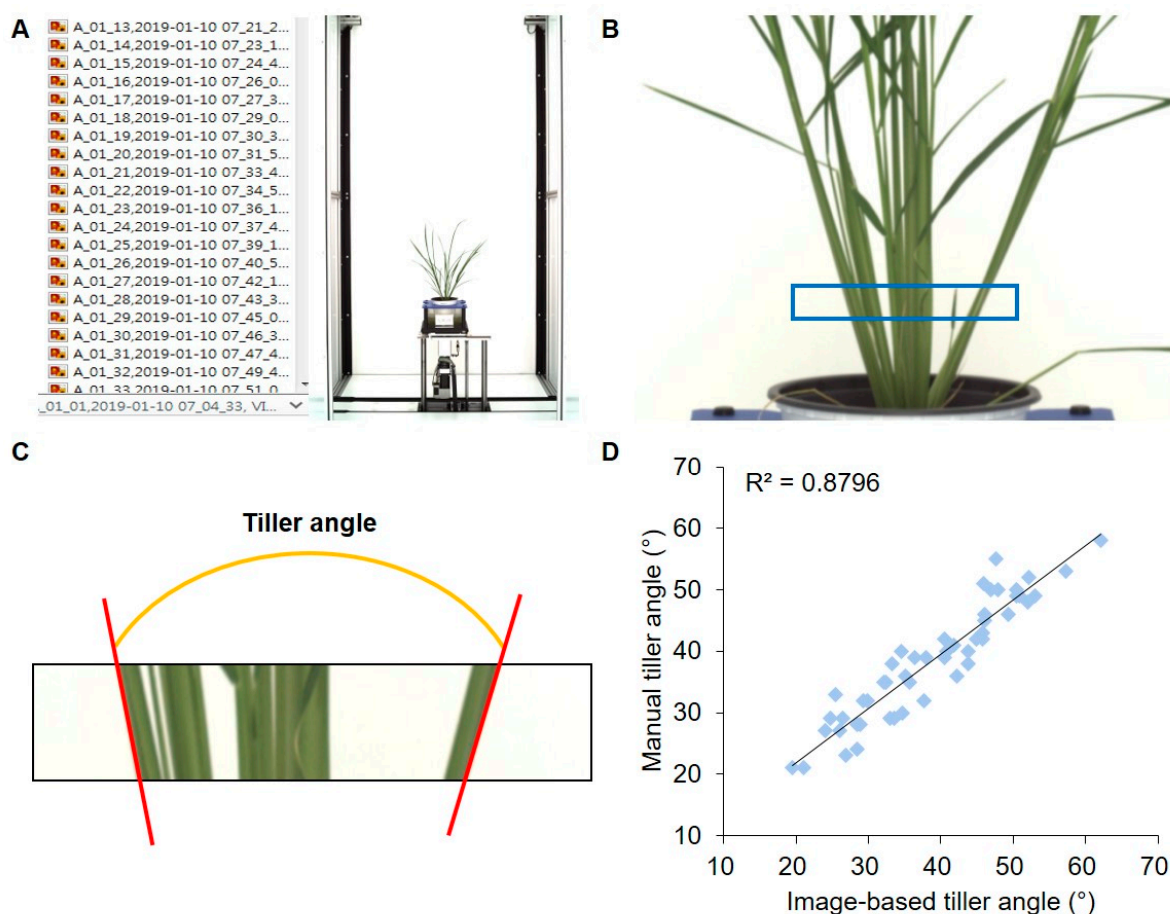 A
A_01_13,2019-01-10 07_21_2...
A_01_14,2019-01-10 07_23_1...
A_01_15,2019-01-10 07_24_4...
A_01_16,2019-01-10 07_26_0...
A_01_17,2019-01-10 07_27_3...
A_01_18,2019-01-10 07_29_0...
A_01_19,2019-01-10 07_30_3...
A_01_20,2019-01-10 07_31_5...
A_01_21,2019-01-10 07_33_4...
A_01_22,2019-01-10 07_34_5...
A_01_23,2019-01-10 07_36_1...
A_01_24,2019-01-10 07_37_4...
A_01_25,2019-01-10 07_39_1...
A_01_26,2019-01-10 07_40_5...
A_01_27,2019-01-10 07_42_1...
A_01_28,2019-01-10 07_43_3...
A_01_29,2019-01-10 07_45_0...
A_01_30,2019-01-10 07_46_3...
A_01_31,2019-01-10 07_47_4...
A_01_32,2019-01-10 07_49_4...
A_01_33,2019-01-10 07_51_0...
_01_01,2019-01-10 07_04_33, VI...
B
C
Tiller angle
D
R² = 0.8796
Manual tiller angle (°)
70
60
50
40
30
20
10
10 20 30 40 50 60 70
Image-based tiller angle (°)